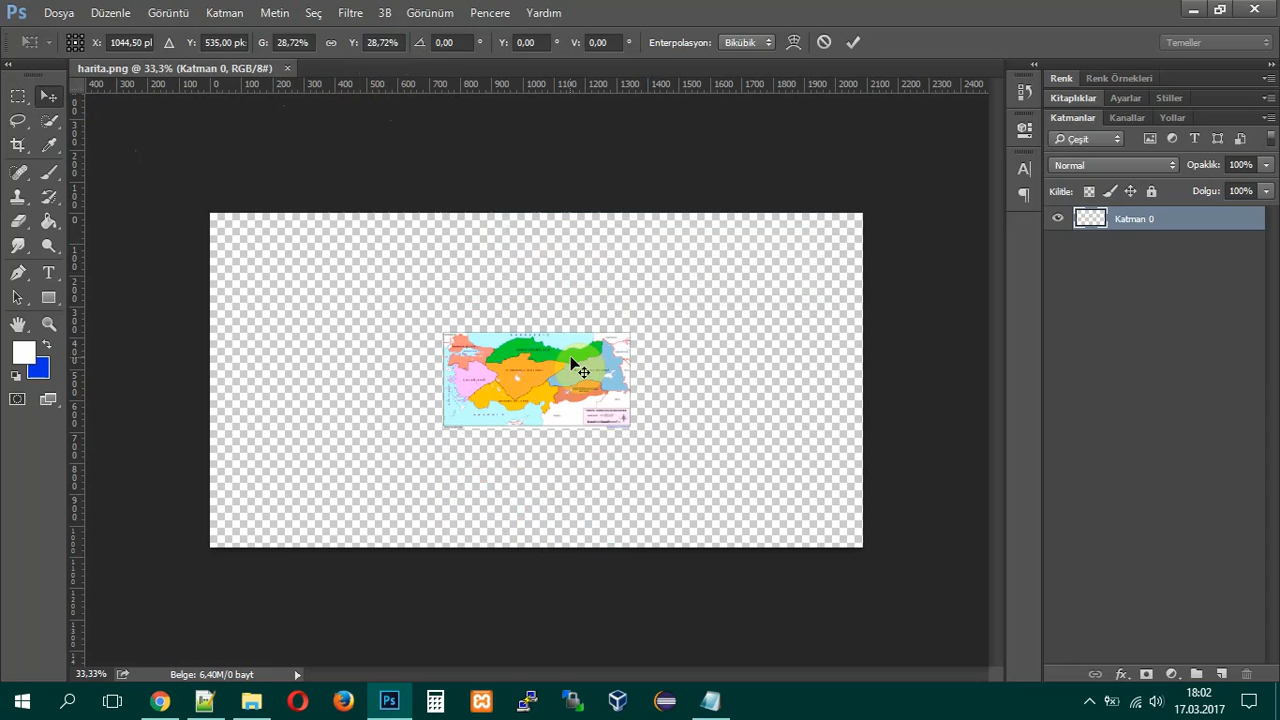 Ps Dosya Düzenle Görüntü Katman Metin Seç Filtre 3B Görünüm Pencere Yardım
X: 1044,50 pl Y: 535,00 pk G: 28,72% Y: 28,72% 0,00 ° Y: 0,00 ° V: 0,00 ° Enterpolasyon: Bikübik Temeller
harita.png @ 33,3% (Katman 0, RGB/8#) ×
400 300 200 100 0 100 200 300 400 500 600 700 800 900 1000 1100 1200 1300 1400 1500 1600 1700 1800 1900 2000 2100 2200 2300 2400
Renk Renk Örnekleri
Kitaplıklar Ayarlar Stiller
Katmanlar Kanallar Yollar
Çeşit
Normal Opaklık: 100%
Kilitle: Dolgu: 100%
Katman 0
33,33% Belge: 6,40M/0 bayt
18:02
17.03.2017